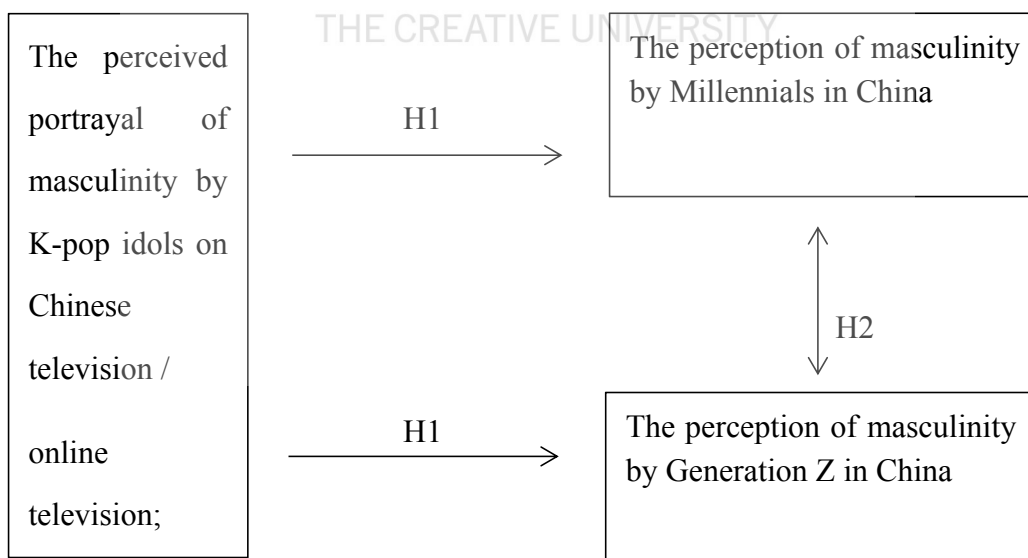 THE CREATIVE UNIVERSITY
The perceived
portrayal of
masculinity by
K-pop idols on
Chinese
television /
online
television;
H1
The perception of masculinity
by Millennials in China
H2
H1
The perception of masculinity
by Generation Z in China